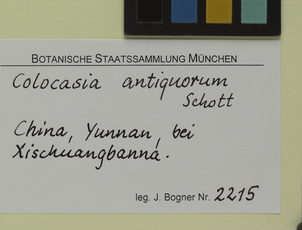 BOTANISCHE STAATSSAMMLUNG MÜNCHEN
Colocasia antiquorum
Schott
China, Yunnan, bei
Xischuangbanná.
leg. J. Bogner Nr. 2215